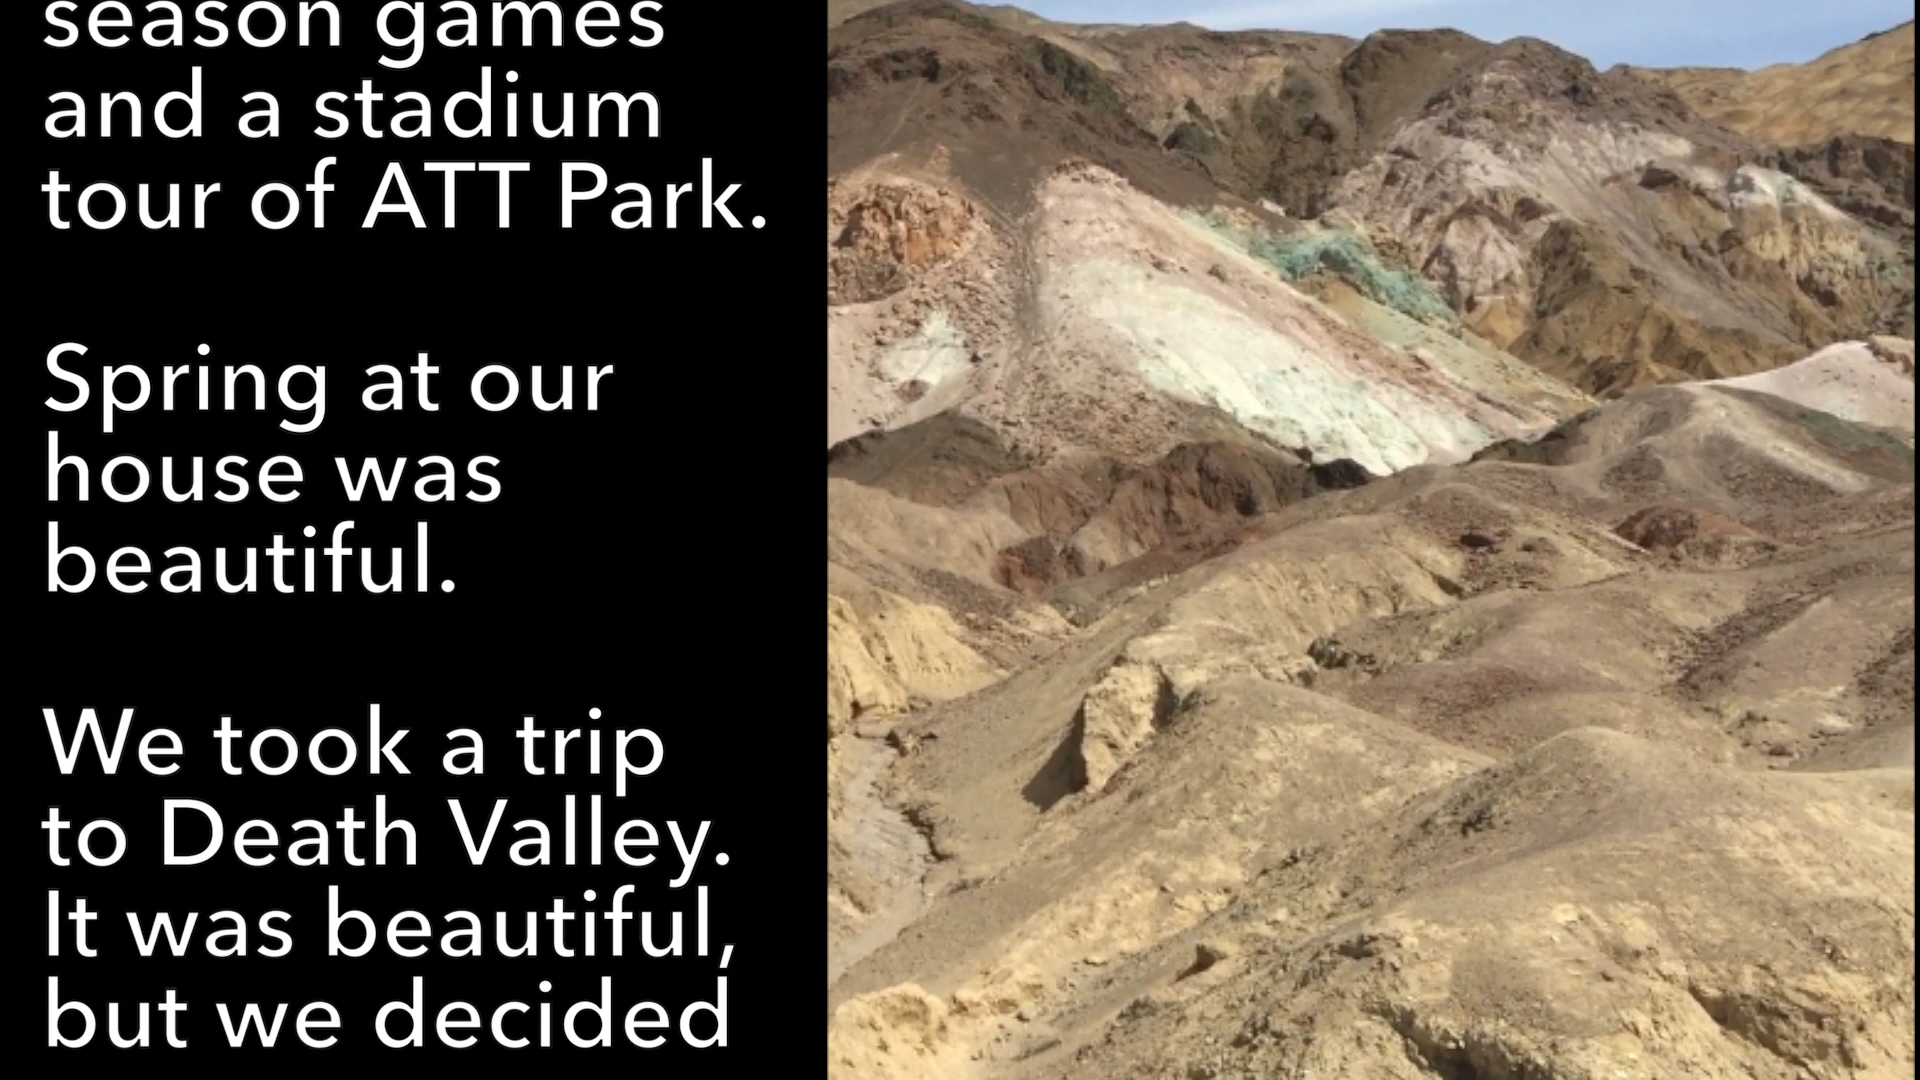 season games
and a stadium
tour of ATT Park.
Spring at our
house was
beautiful.
We took a trip
to Death Valley.
It was beautiful,
but we decided